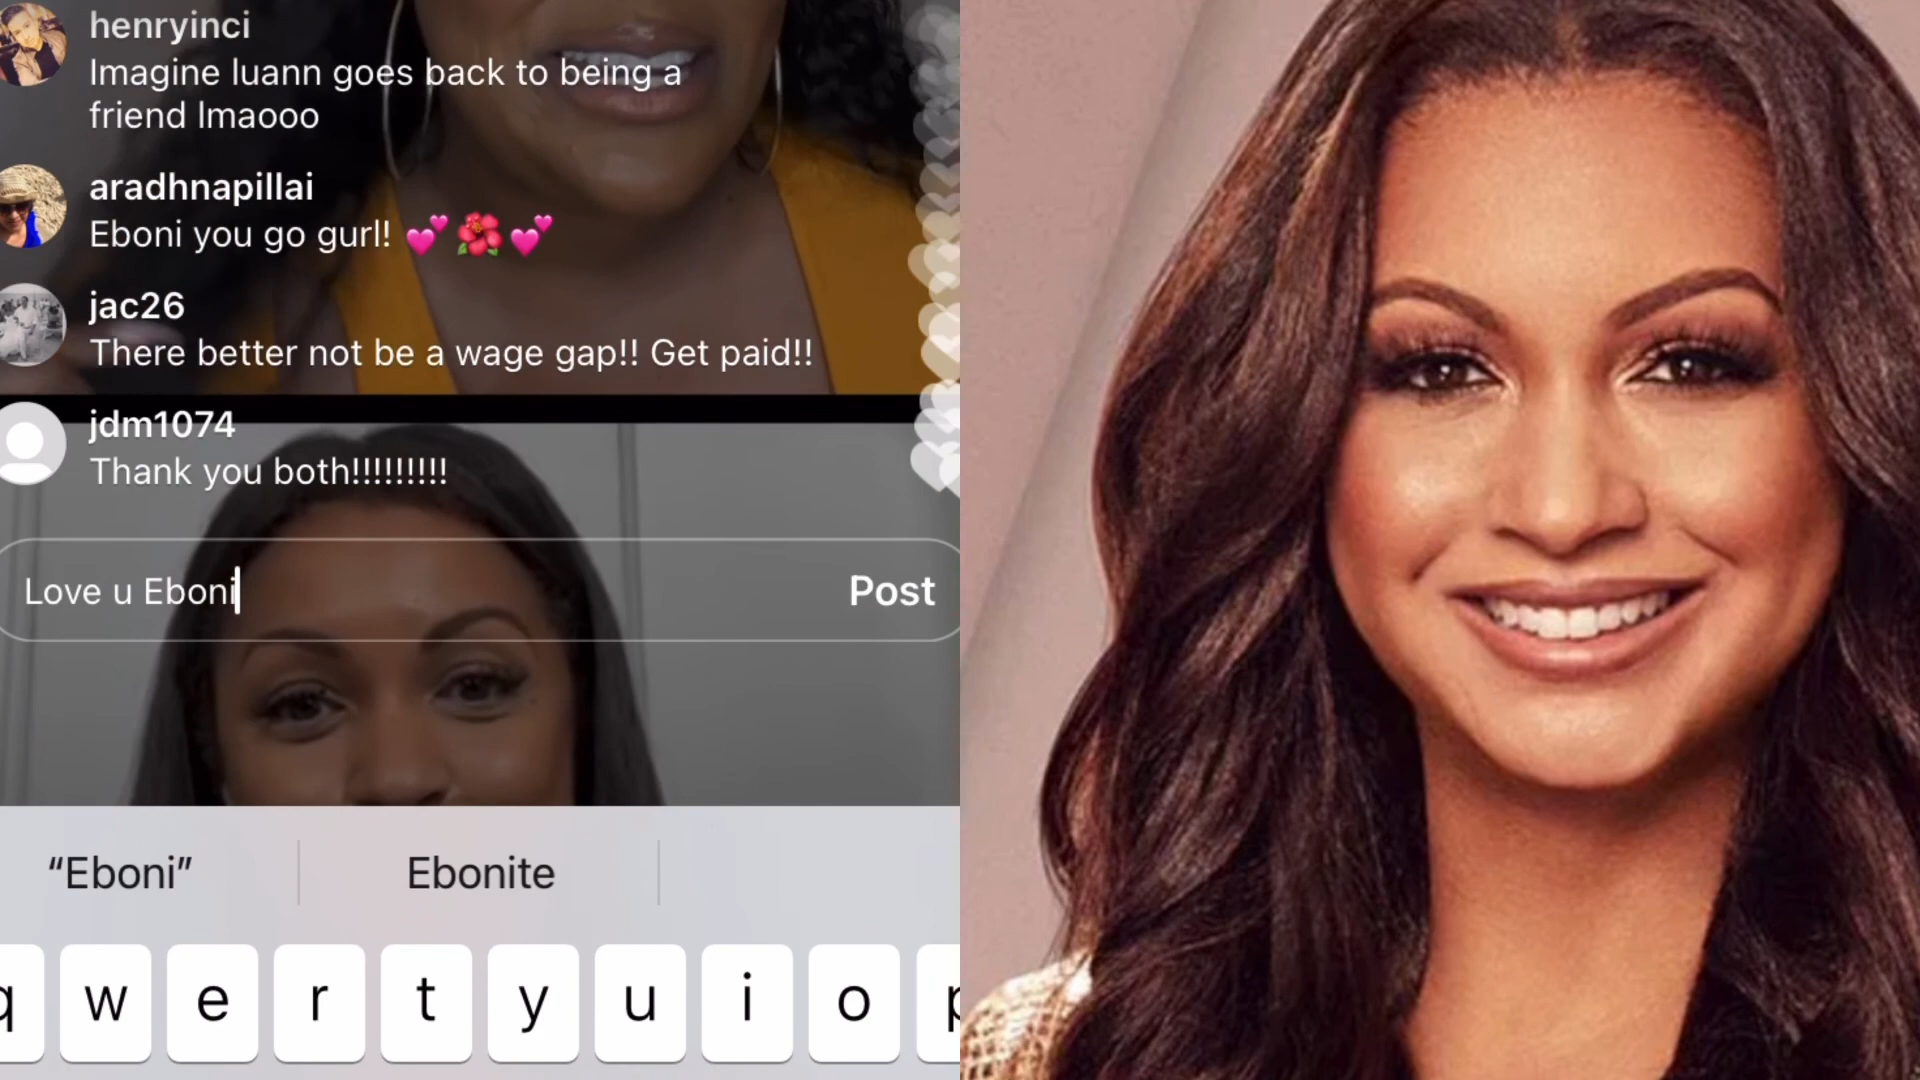 henryinci
Imagine luann goes back to being a
friend lmaooo
aradhnapillai
Eboni you go gurl! 💕🌺💕
jac26
There better not be a wage gap!! Get paid!!
jdm1074
Thank you both!!!!!!!!!
Love u Eboni
Post
“Eboni”
Ebonite
q w e r t y u i o p